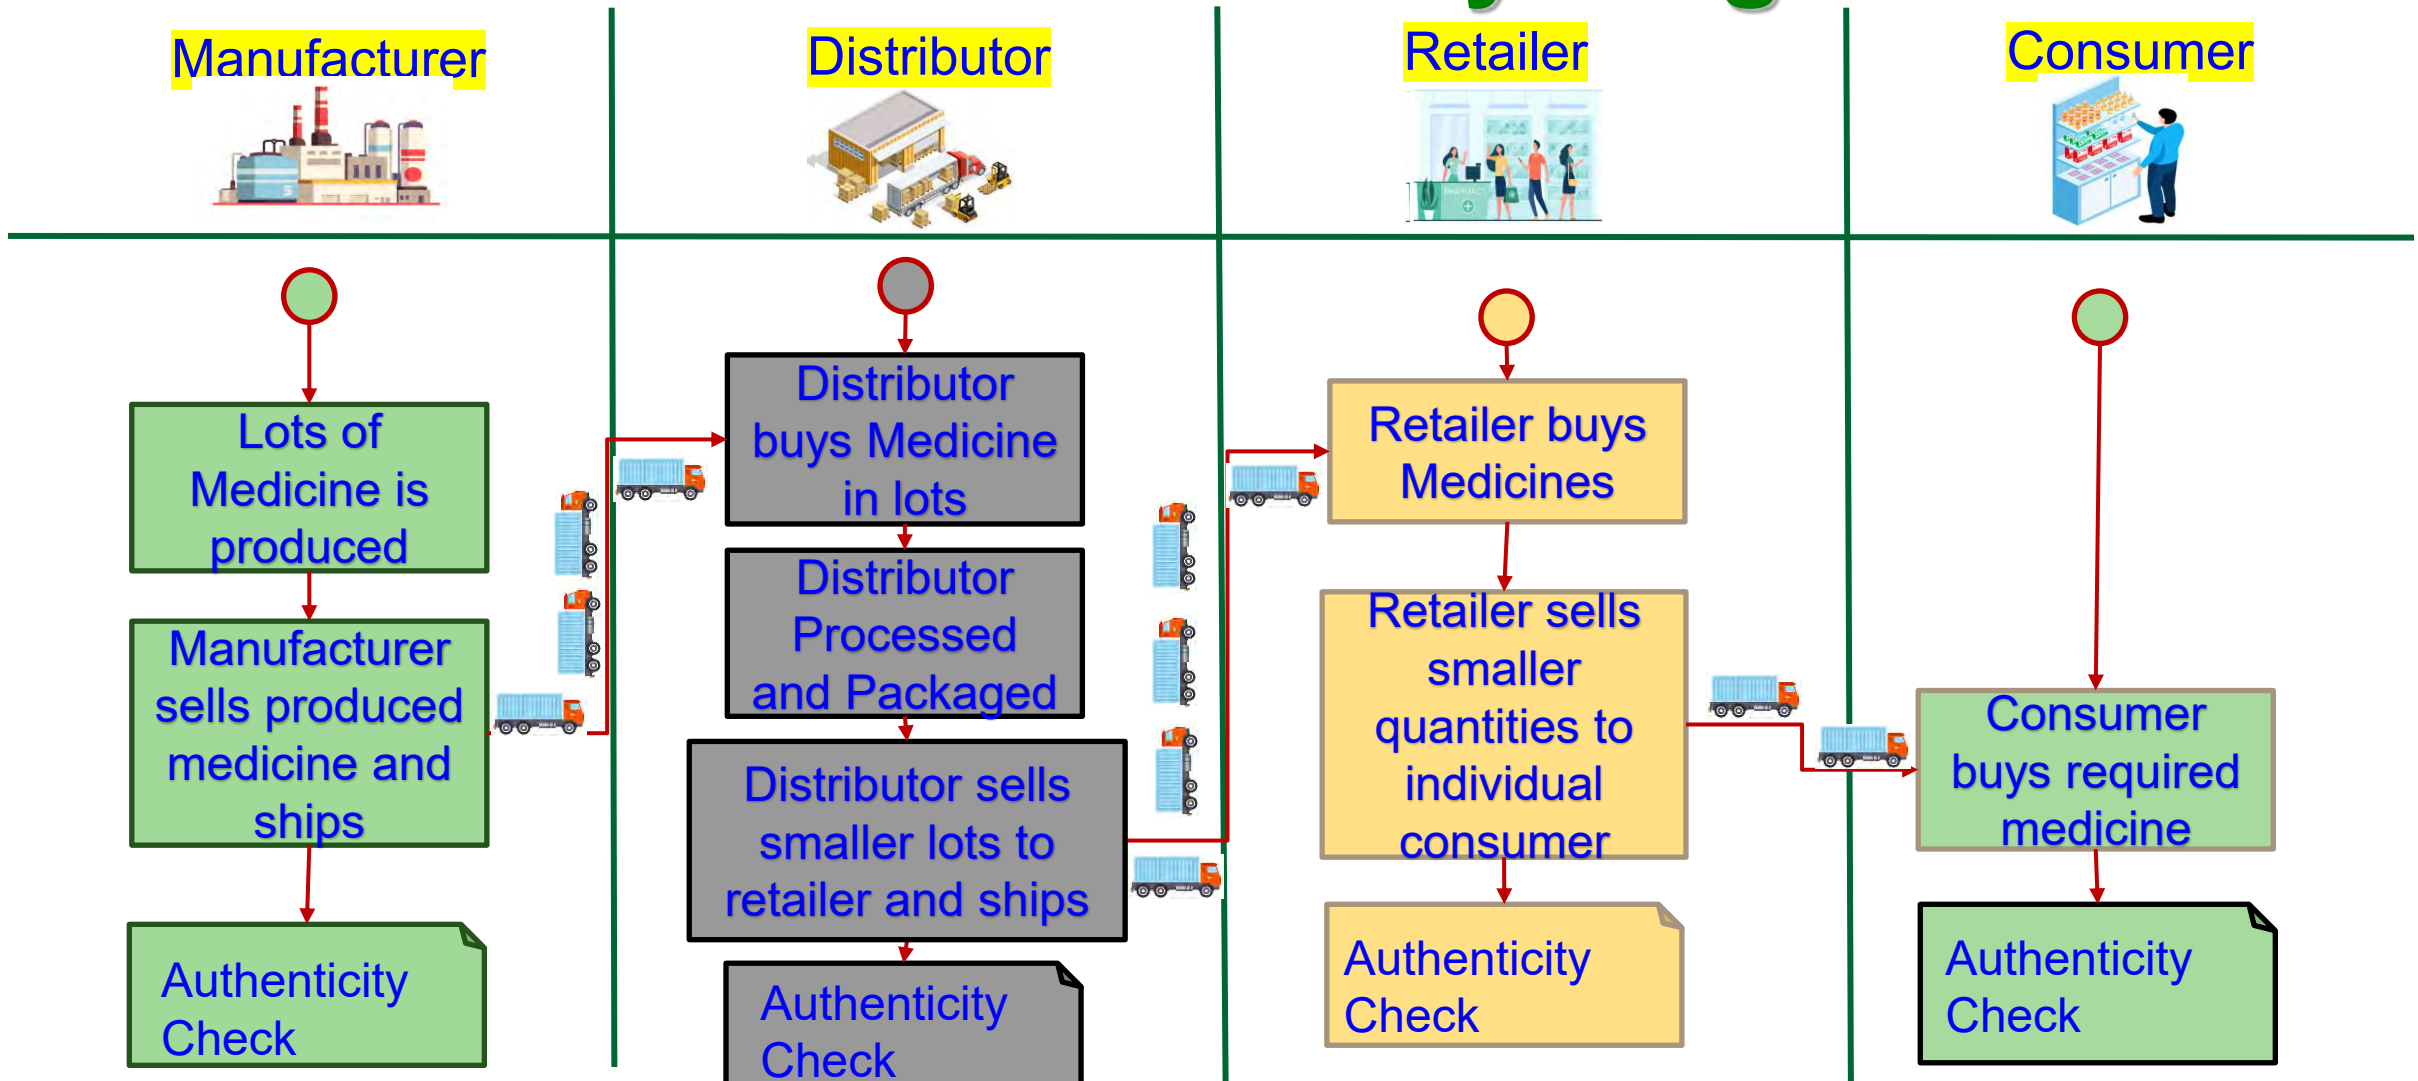 Manufacturer
Distributor
Retailer
Consumer
PHARMACY
Lots of
Medicine is
produced
Manufacturer
sells produced
medicine and
ships
Authenticity
Check
Distributor
buys Medicine
in lots
Distributor
Processed
and Packaged
Distributor sells
smaller lots to
retailer and ships
Authenticity
Check
Retailer buys
Medicines
Retailer sells
smaller
quantities to
individual
consumer
Authenticity
Check
Consumer
buys required
medicine
Authenticity
Check